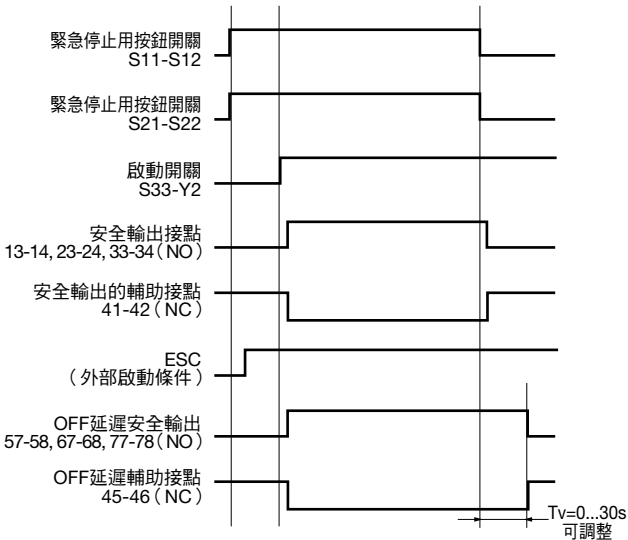 緊急停止用按鈕開關
S11-S12
緊急停止用按鈕開關
S21-S22
啟動開關
S33-Y2
安全輸出接點
13-14, 23-24, 33-34(NO)
安全輸出的輔助接點
41-42(NC)
ESC
(外部啟動條件)
OFF延遲安全輸出
57-58, 67-68, 77-78(NO)
OFF延遲輔助接點
45-46(NC)
Tv=0...30s
可調整